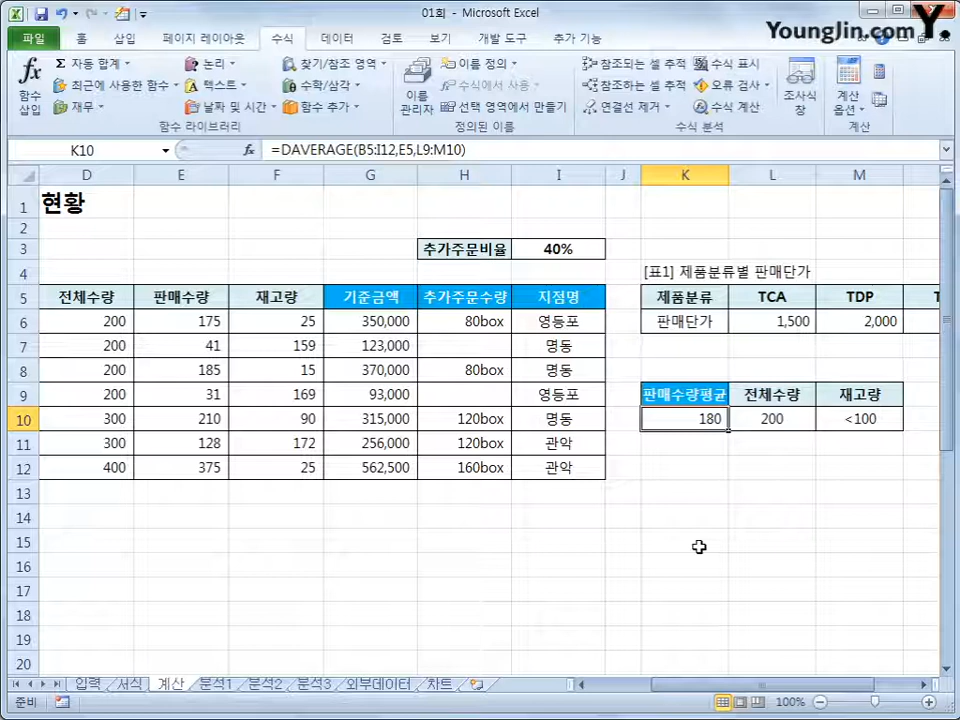 01회 - Microsoft Excel
Younglin.com Y.
파일 홈 삽입 페이지 레이아웃 수식 데이터 검토 보기 개발 도구 추가 기능
fx 함수 삽입
Σ 자동 합계 논리 찾기/참조 영역
최근에 사용한 함수 텍스트 수학/삼각
재무 날짜 및 시간 함수 추가
함수 라이브러리
이름 관리자
이름 정의
수식에서 사용
선택 영역에서 만들기
정의된 이름
참조되는 셀 추적 수식 표시
참조하는 셀 추적 오류 검사
연결선 제거 수식 계산
수식 분석
조사식 창
계산 옵션
계산
K10 fx =DAVERAGE(B5:I12,E5,L9:M10)
D E F G H I J K L M
1 현황
2
3 추가주문비율 40%
4 [표1] 제품분류별 판매단가
5 전체수량 판매수량 재고량 기준금액 추가주문수량 지점명 제품분류 TCA TDP T
6 200 175 25 350,000 80box 영등포 판매단가 1,500 2,000
7 200 41 159 123,000 명동
8 200 185 15 370,000 80box 명동
9 200 31 169 93,000 영등포 판매수량평균 전체수량 재고량
10 300 210 90 315,000 120box 명동 180 200 <100
11 300 128 172 256,000 120box 관악
12 400 375 25 562,500 160box 관악
13
14
15
16
17
18
19
20
입력 서식 계산 분석1 분석2 분석3 외부데이터 차트
준비 100%